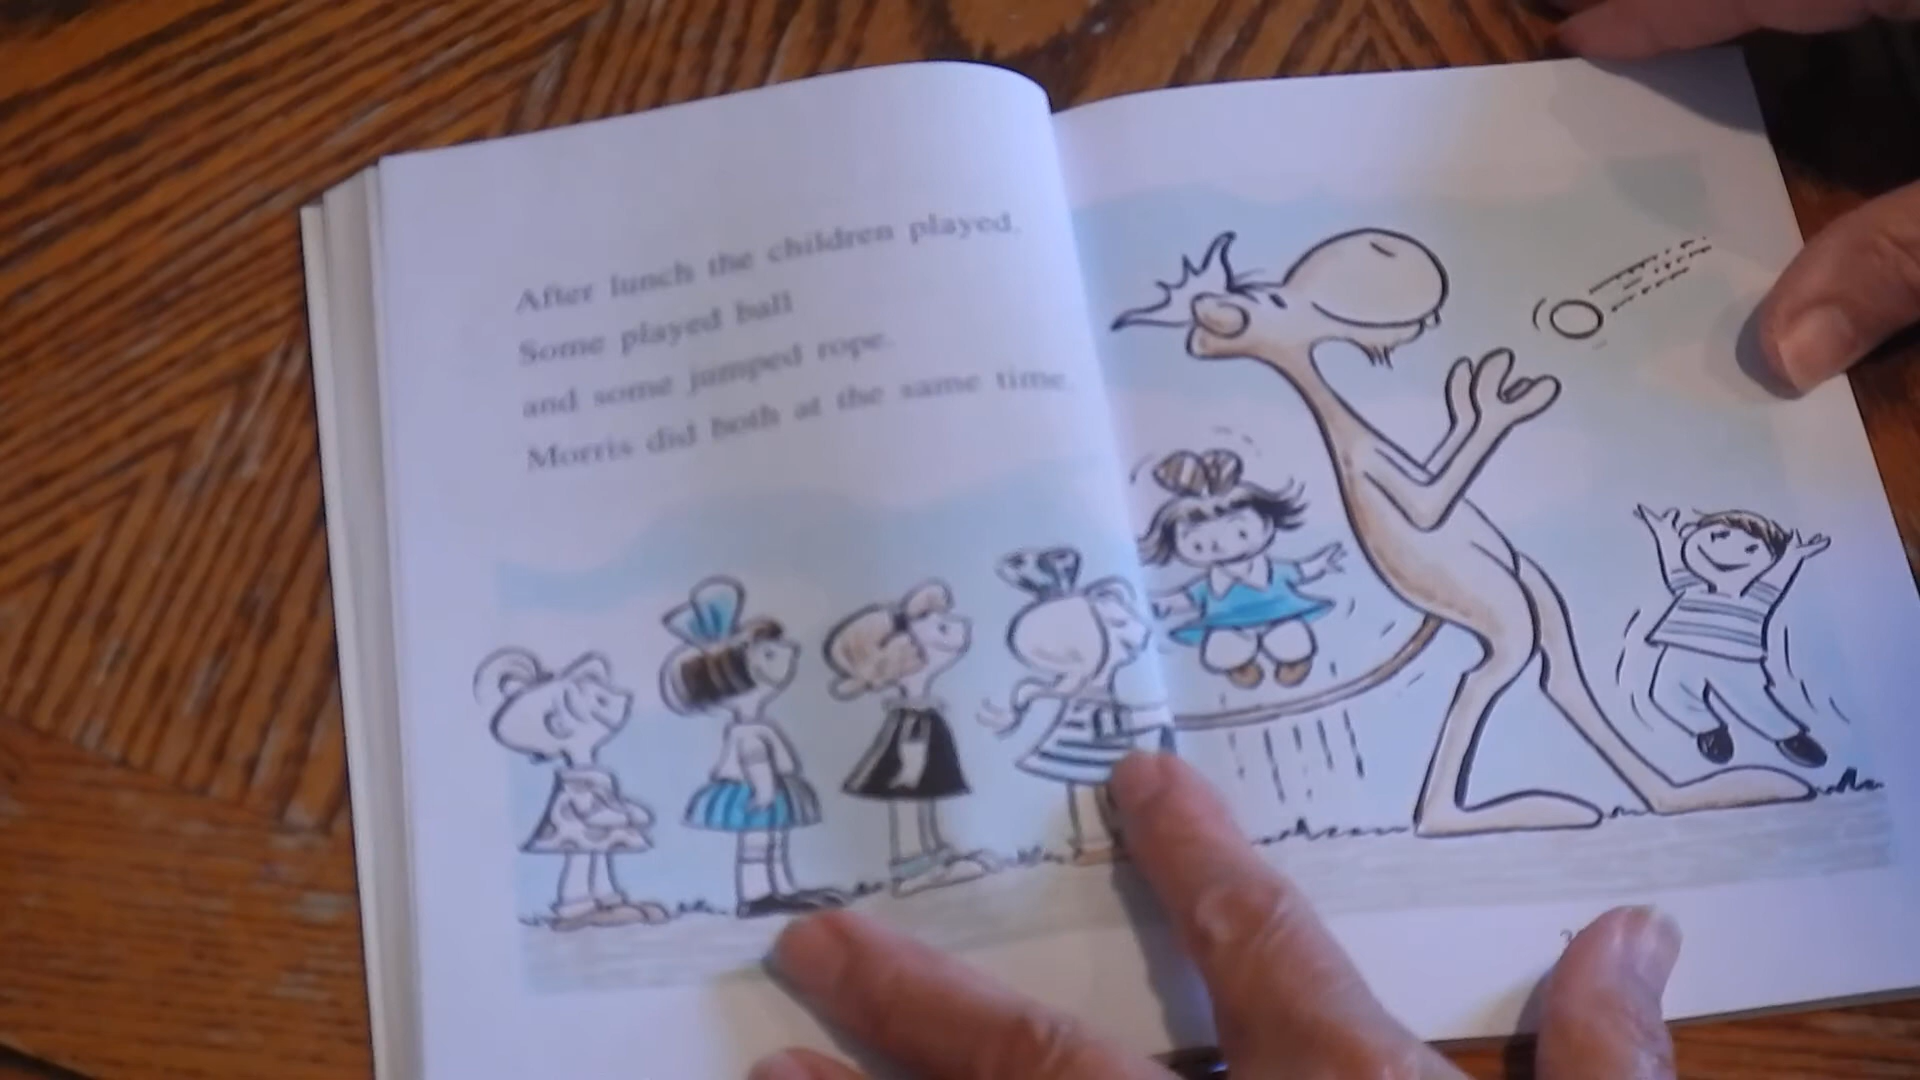 After lunch the children played.
Some played ball
and some jumped rope.
Morris did both at the same time.